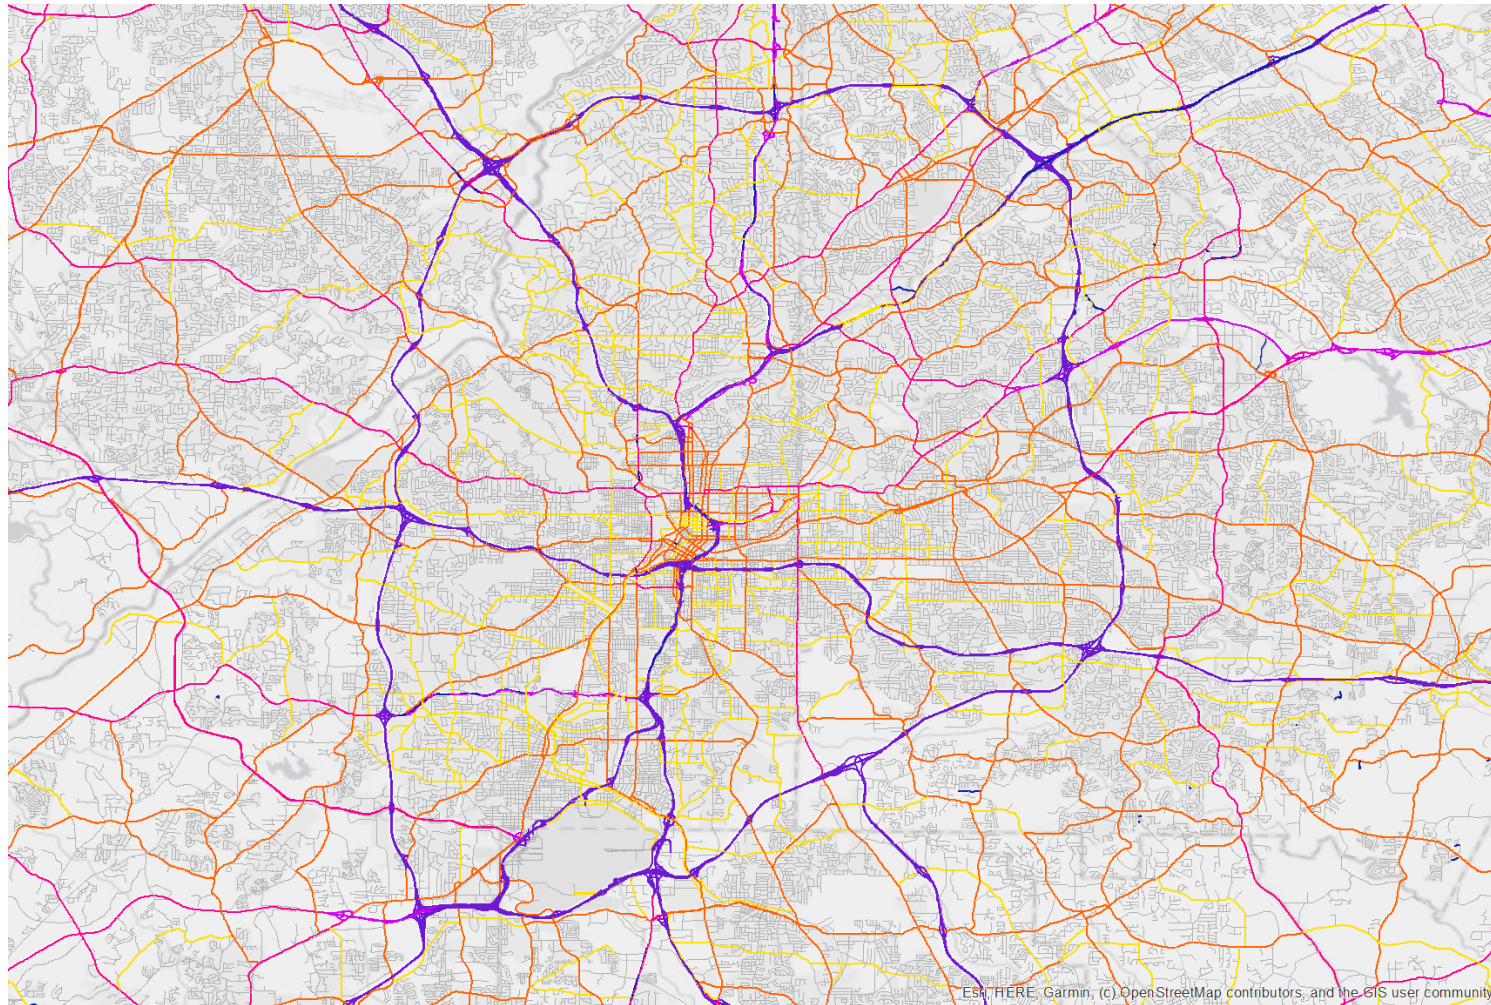 Esri, HERE, Garmin, (c) OpenStreetMap contributors, and the GIS user community